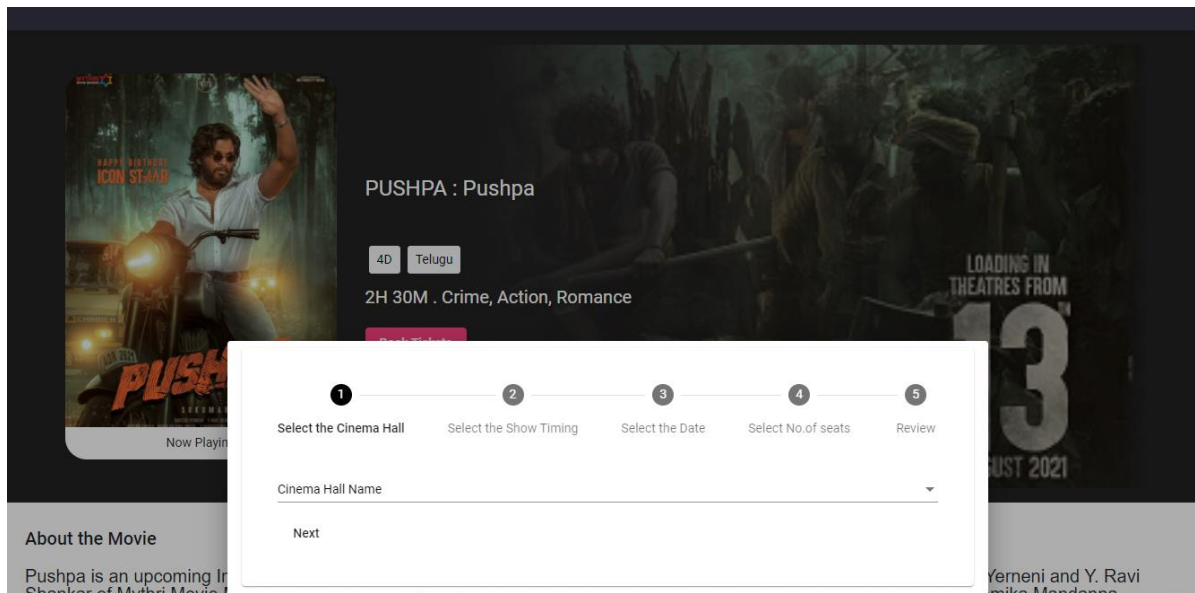 HAPPY BIRTHDAY
ICON STAAR
PUSHPA : Pushpa
4D Telugu
2H 30M . Crime, Action, Romance
Book Tickets
LOADING IN
THEATRES FROM
13
2021
Now Playin
1 2 3 4 5
Select the Cinema Hall Select the Show Timing Select the Date Select No.of seats Review
Cinema Hall Name
Next
About the Movie
Pushpa is an upcoming In
Yerneni and Y. Ravi